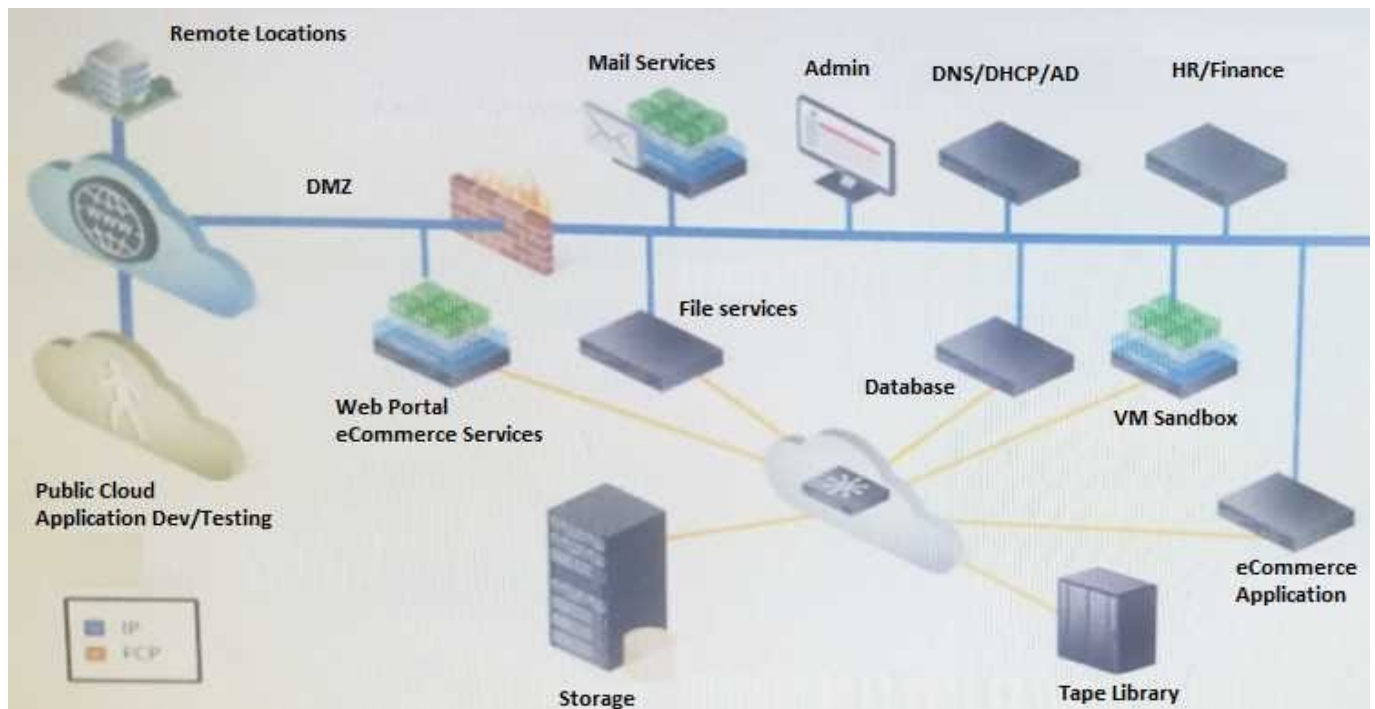 Remote Locations
Mail Services
Admin
DNS/DHCP/AD
HR/Finance
DMZ
File services
Database
VM Sandbox
Web Portal
eCommerce Services
Public Cloud
Application Dev/Testing
eCommerce
Application
IP
FCP
Storage
Tape Library